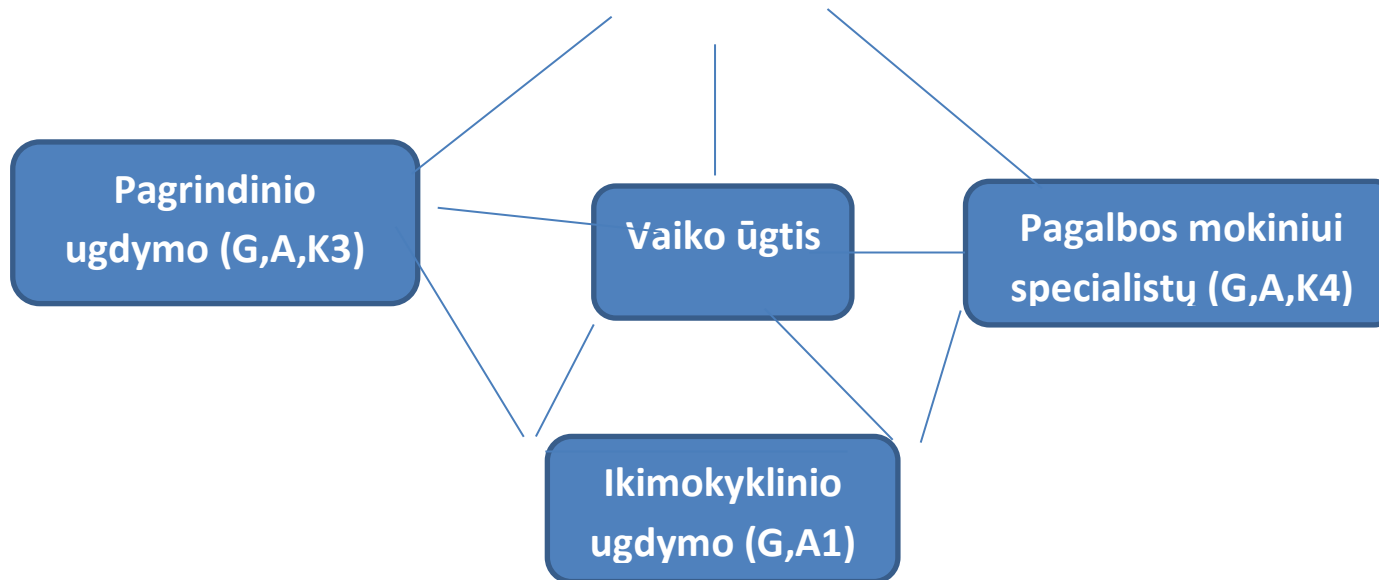 Pagrindinio
ugdymo (G,A,K3)
Vaiko ūgtis
Pagalbos mokiniui
specialistų (G,A,K4)
Ikimokyklinio
ugdymo (G,A1)